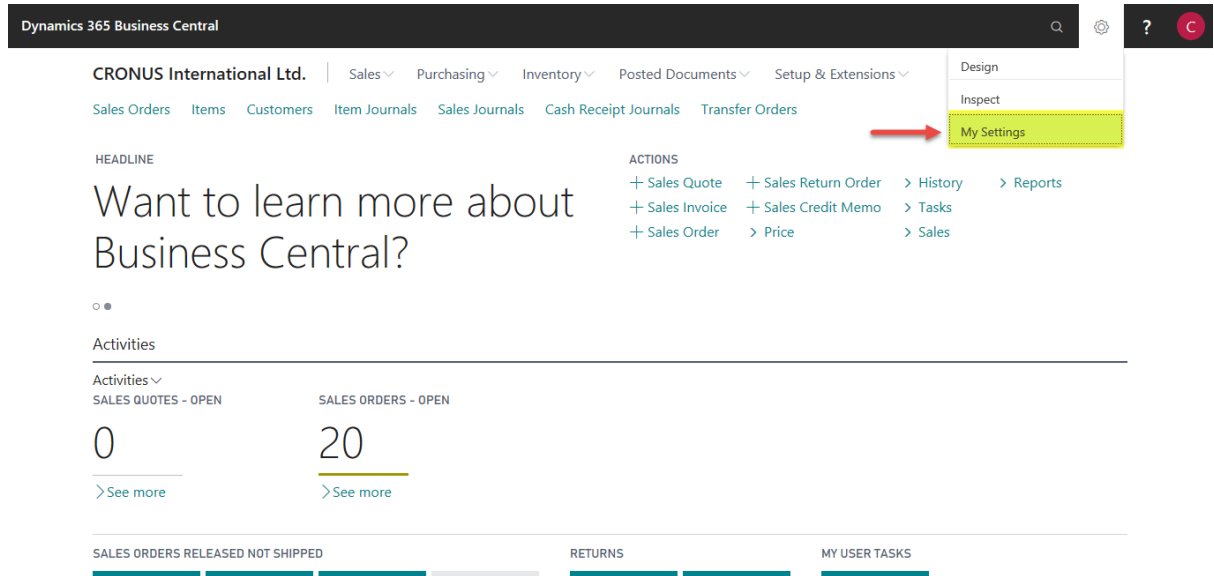 Dynamics 365 Business Central
? C
Design
Inspect
My Settings
CRONUS International Ltd. Sales Purchasing Inventory Posted Documents Setup & Extensions
Sales Orders Items Customers Item Journals Sales Journals Cash Receipt Journals Transfer Orders
HEADLINE
Want to learn more about
Business Central?
ACTIONS
+ Sales Quote + Sales Return Order > History > Reports
+ Sales Invoice + Sales Credit Memo > Tasks
+ Sales Order > Price > Sales
Activities
Activities
SALES QUOTES - OPEN SALES ORDERS - OPEN
0 20
>See more >See more
SALES ORDERS RELEASED NOT SHIPPED RETURNS MY USER TASKS